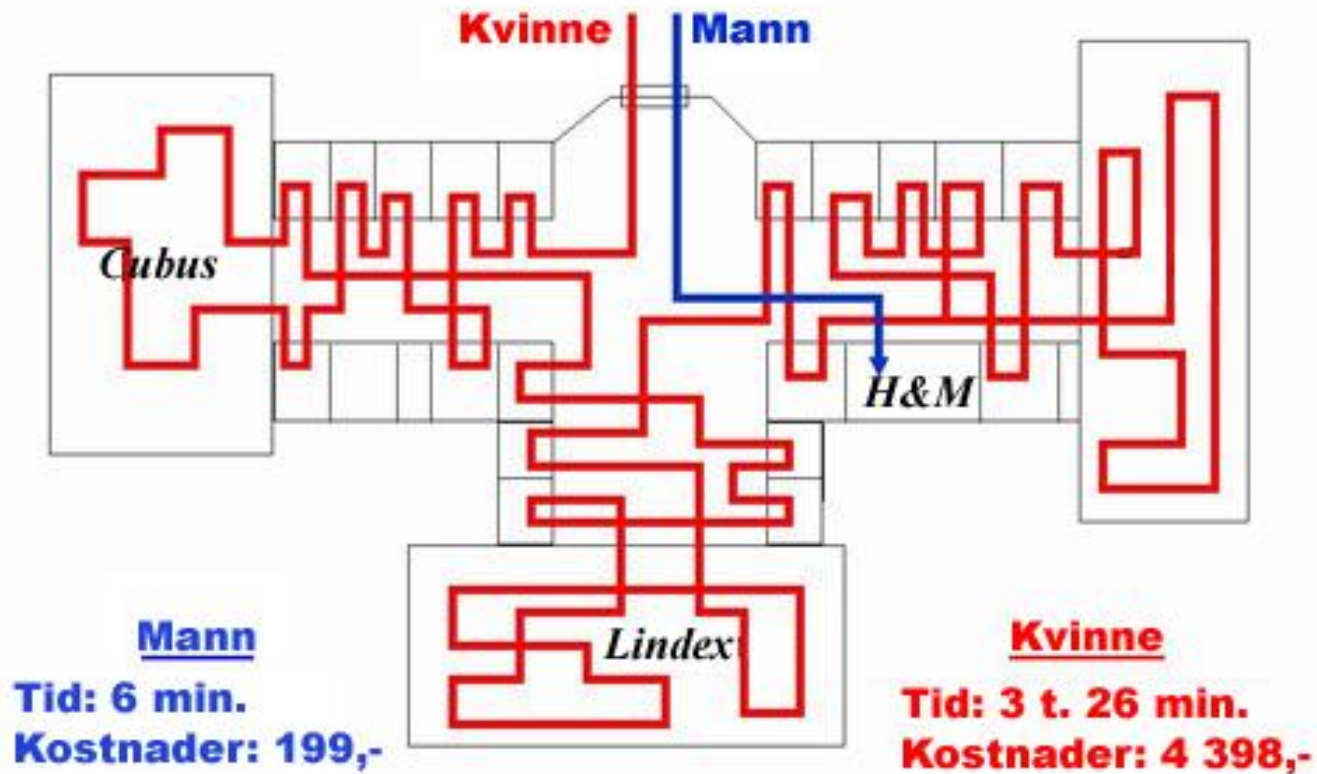 Kvinne Mann
Cubus
H&M
Lindex
Mann
Tid: 6 min.
Kostnader: 199,-
Kvinne
Tid: 3 t. 26 min.
Kostnader: 4 398,-